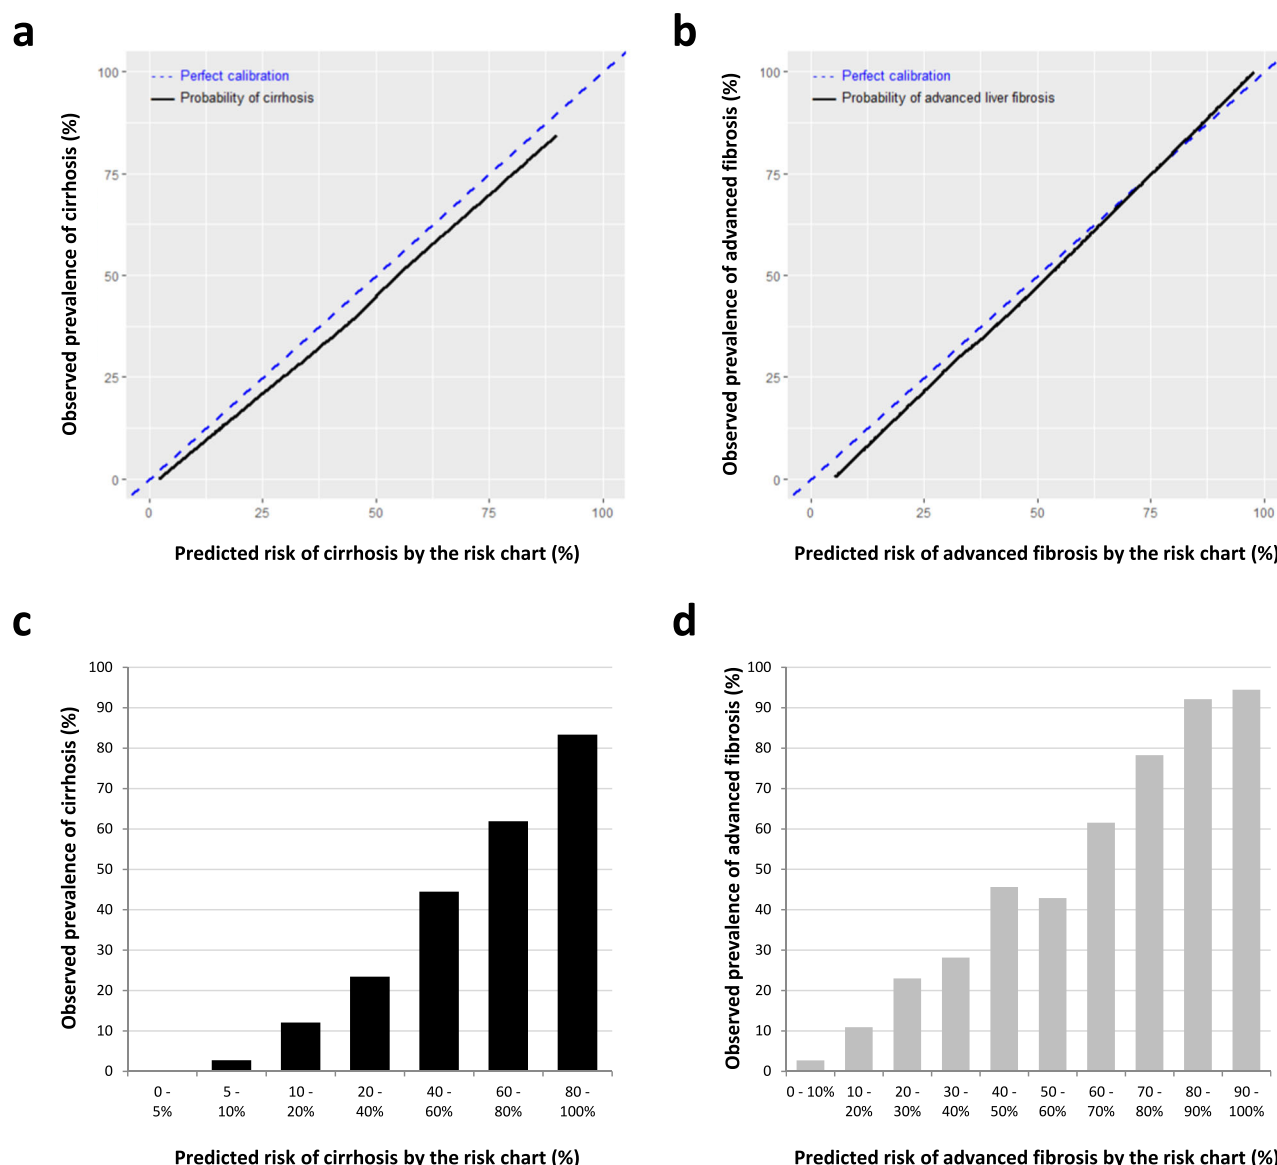 a
Perfect calibration
Probability of cirrhosis
Observed prevalence of cirrhosis (%)
100
75
50
25
0
0 25 50 75 100
Predicted risk of cirrhosis by the risk chart (%)
b
Perfect calibration
Probability of advanced liver fibrosis
Observed prevalence of advanced fibrosis (%)
100
75
50
25
0
0 25 50 75 100
Predicted risk of advanced fibrosis by the risk chart (%)
c
Observed prevalence of cirrhosis (%)
100
90
80
70
60
50
40
30
20
10
0
0 - 5 - 10 - 20 - 40 - 60 - 80 -
5% 10% 20% 40% 60% 80% 100%
Predicted risk of cirrhosis by the risk chart (%)
d
Observed prevalence of advanced fibrosis (%)
100
90
80
70
60
50
40
30
20
10
0
0 - 10% 10 - 20 - 30 - 40 - 50 - 60 - 70 - 80 - 90 -
20% 30% 40% 50% 60% 70% 80% 90% 100%
Predicted risk of advanced fibrosis by the risk chart (%)